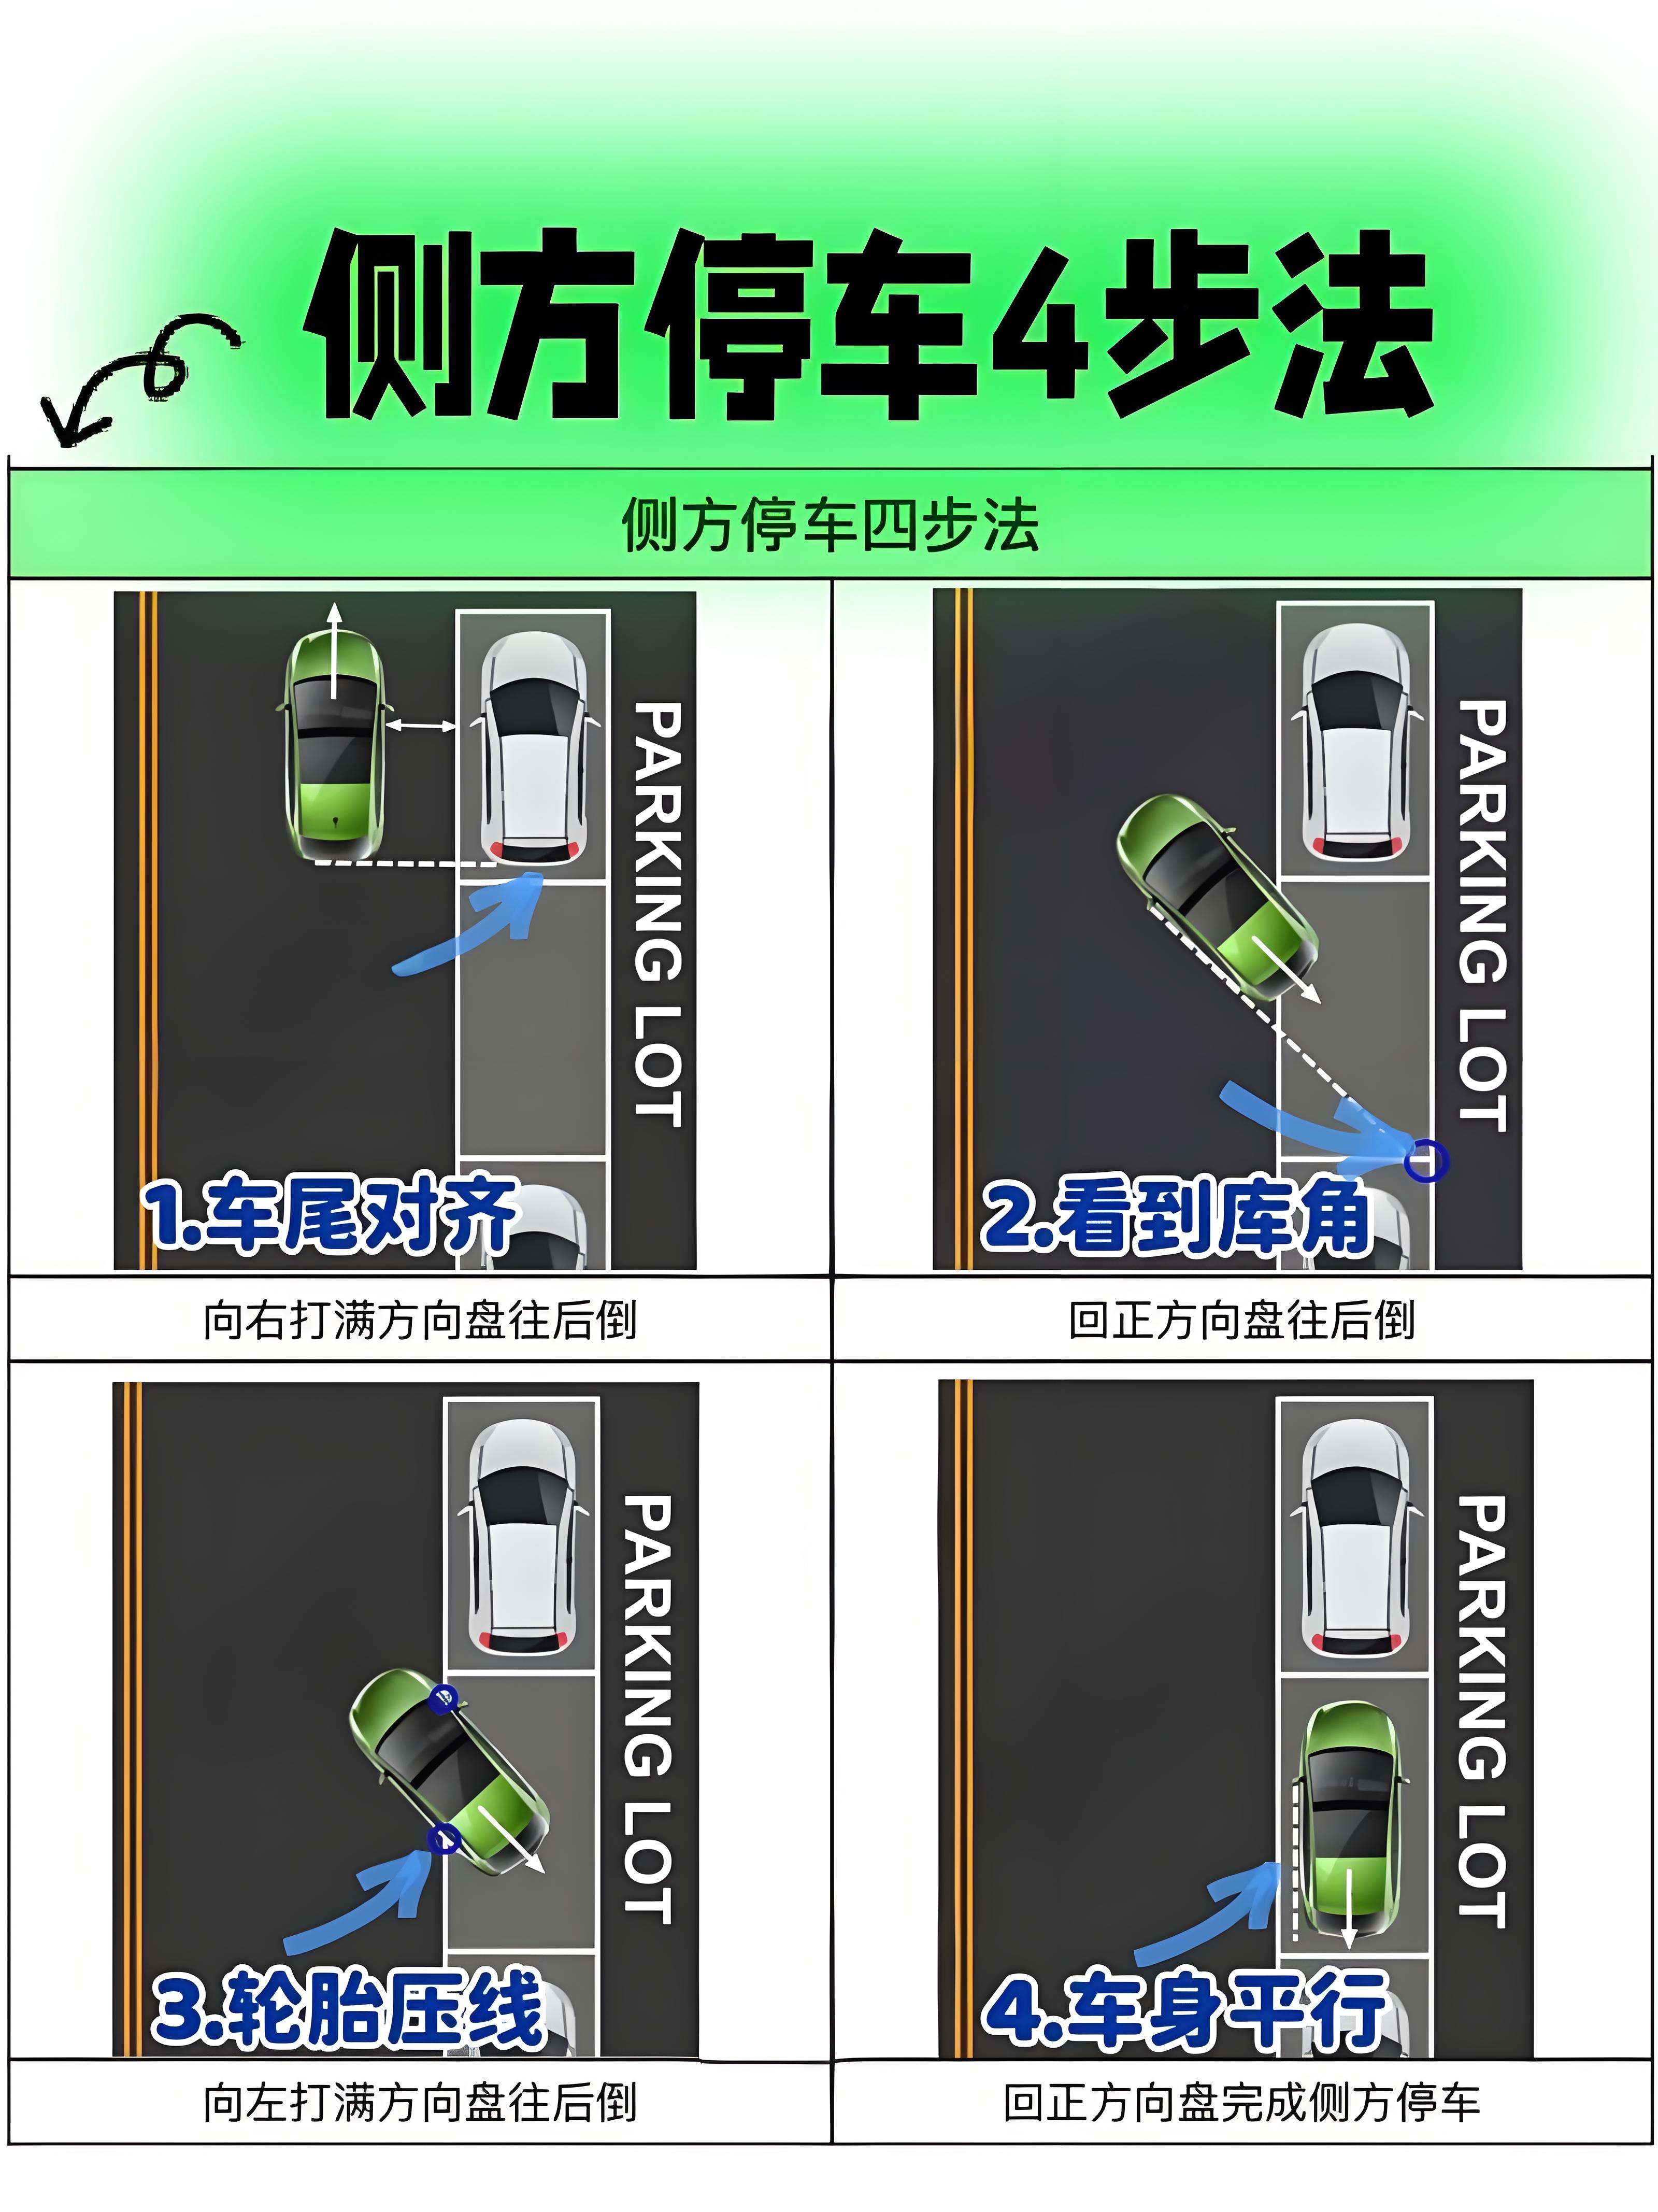 侧方停车4步法
侧方停车四步法
PARKING LOT
1.车尾对齐
PARKING LOT
2.看到库角
向右打满方向盘往后倒
回正方向盘往后倒
PARKING LOT
3.轮胎压线
PARKING LOT
4.车身平行
向左打满方向盘往后倒
回正方向盘完成侧方停车